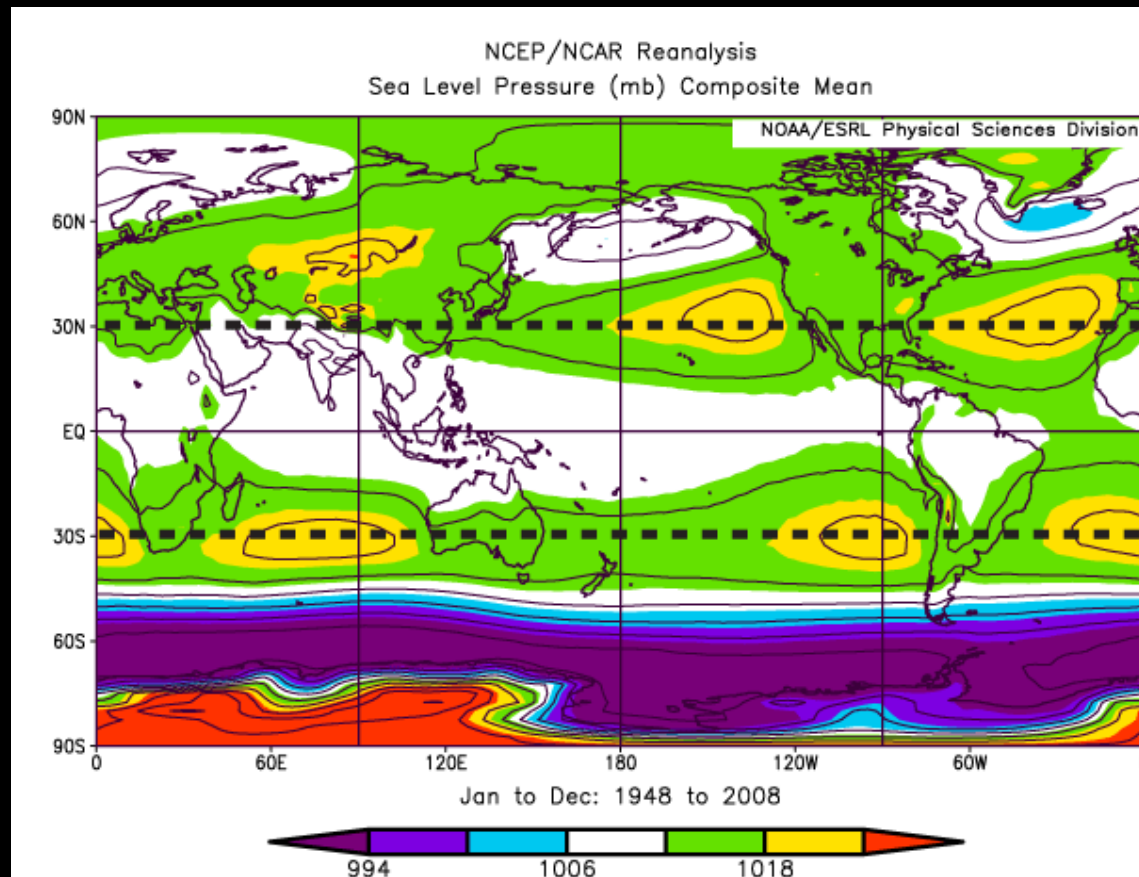 NCEP/NCAR Reanalysis
Sea Level Pressure (mb) Composite Mean
NOAA/ESRL Physical Sciences Division
90N
60N
30N
EQ
30S
60S
90S
0 60E 120E 180 120W 60W
Jan to Dec: 1948 to 2008
994 1006 1018